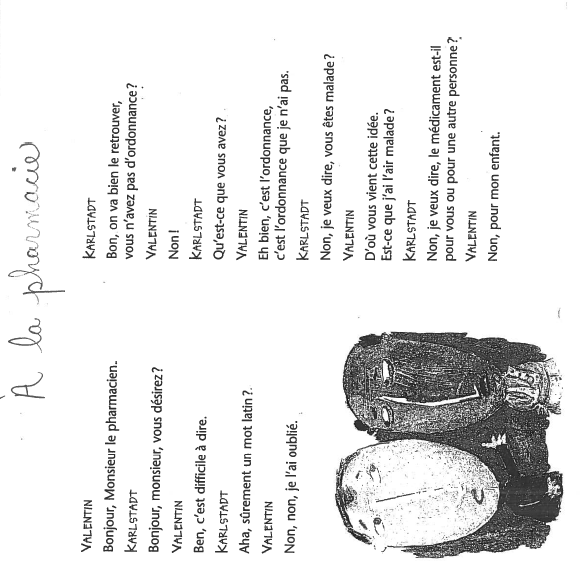 À la pharmacie
VALENTIN
Bonjour, Monsieur le pharmacien.
KARLSTADT
Bonjour, monsieur, vous désirez ?
VALENTIN
Ben, c'est difficile à dire.
KARLSTADT
Aha, sûrement un mot latin ?
VALENTIN
Non, non, je l'ai oublié.
KARLSTADT
Bon, on va bien le retrouver,
vous n'avez pas d'ordonnance ?
VALENTIN
Non !
KARLSTADT
Qu'est-ce que vous avez ?
VALENTIN
Eh bien, c'est l'ordonnance,
c'est l'ordonnance que je n'ai pas.
KARLSTADT
Non, je veux dire, vous êtes malade ?
VALENTIN
D'où vous vient cette idée.
Est-ce que j'ai l'air malade ?
KARLSTADT
Non, je veux dire, le médicament est-il
pour vous ou pour une autre personne ?
VALENTIN
Non, pour mon enfant.